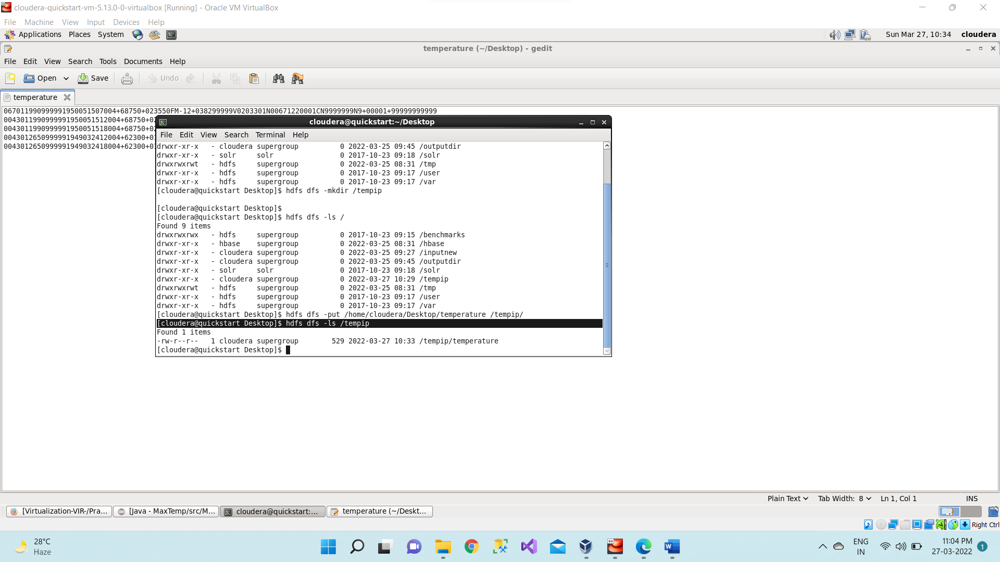 cloudera-quickstart-vm-5.13.0-0-virtualbox [Running] - Oracle VM VirtualBox
File Machine View Input Devices Help
Applications Places System Sun Mar 27, 10:34 cloudera
temperature (~/Desktop) - gedit
File Edit View Search Tools Documents Help
Open Save Undo
temperature
0670119909999991950051507004+68750+023550FM-12+038299999V0203301N00671220001CN9999999N9+00001+99999999999
0043011990999991950051512004+68750+02
0043011990999991950051518004+68750+02
0043012650999991949032412004+62300+01
0043012650999991949032418004+62300+01
cloudera@quickstart:~/Desktop
File Edit View Search Terminal Help
drwxr-xr-x - cloudera supergroup 0 2022-03-25 09:45 /outputdir
drwxr-xr-x - solr solr 0 2017-10-23 09:18 /solr
drwxrwxrwt - hdfs supergroup 0 2022-03-25 08:31 /tmp
drwxr-xr-x - hdfs supergroup 0 2017-10-23 09:17 /user
drwxr-xr-x - hdfs supergroup 0 2017-10-23 09:17 /var
[cloudera@quickstart Desktop]$ hdfs dfs -mkdir /tempip
[cloudera@quickstart Desktop]$
[cloudera@quickstart Desktop]$ hdfs dfs -ls /
Found 9 items
drwxrwxrwx - hdfs supergroup 0 2017-10-23 09:15 /benchmarks
drwxr-xr-x - hbase supergroup 0 2022-03-25 08:31 /hbase
drwxr-xr-x - cloudera supergroup 0 2022-03-25 09:27 /inputnew
drwxr-xr-x - cloudera supergroup 0 2022-03-25 09:45 /outputdir
drwxr-xr-x - solr solr 0 2017-10-23 09:18 /solr
drwxr-xr-x - cloudera supergroup 0 2022-03-27 10:29 /tempip
drwxrwxrwt - hdfs supergroup 0 2022-03-25 08:31 /tmp
drwxr-xr-x - hdfs supergroup 0 2017-10-23 09:17 /user
drwxr-xr-x - hdfs supergroup 0 2017-10-23 09:17 /var
[cloudera@quickstart Desktop]$ hdfs dfs -put /home/cloudera/Desktop/temperature /tempip/
[cloudera@quickstart Desktop]$ hdfs dfs -ls /tempip
Found 1 items
-rw-r--r-- 1 cloudera supergroup 529 2022-03-27 10:33 /tempip/temperature
[cloudera@quickstart Desktop]$
Plain Text Tab Width: 8 Ln 1, Col 1 INS
[Virtualization-VIR-/Pra... [Java - MaxTemp/src/M... cloudera@quickstart:... temperature (~/Deskt...
Right Ctrl
28°C
Haze
ENG
IN
11:04 PM
27-03-2022
1